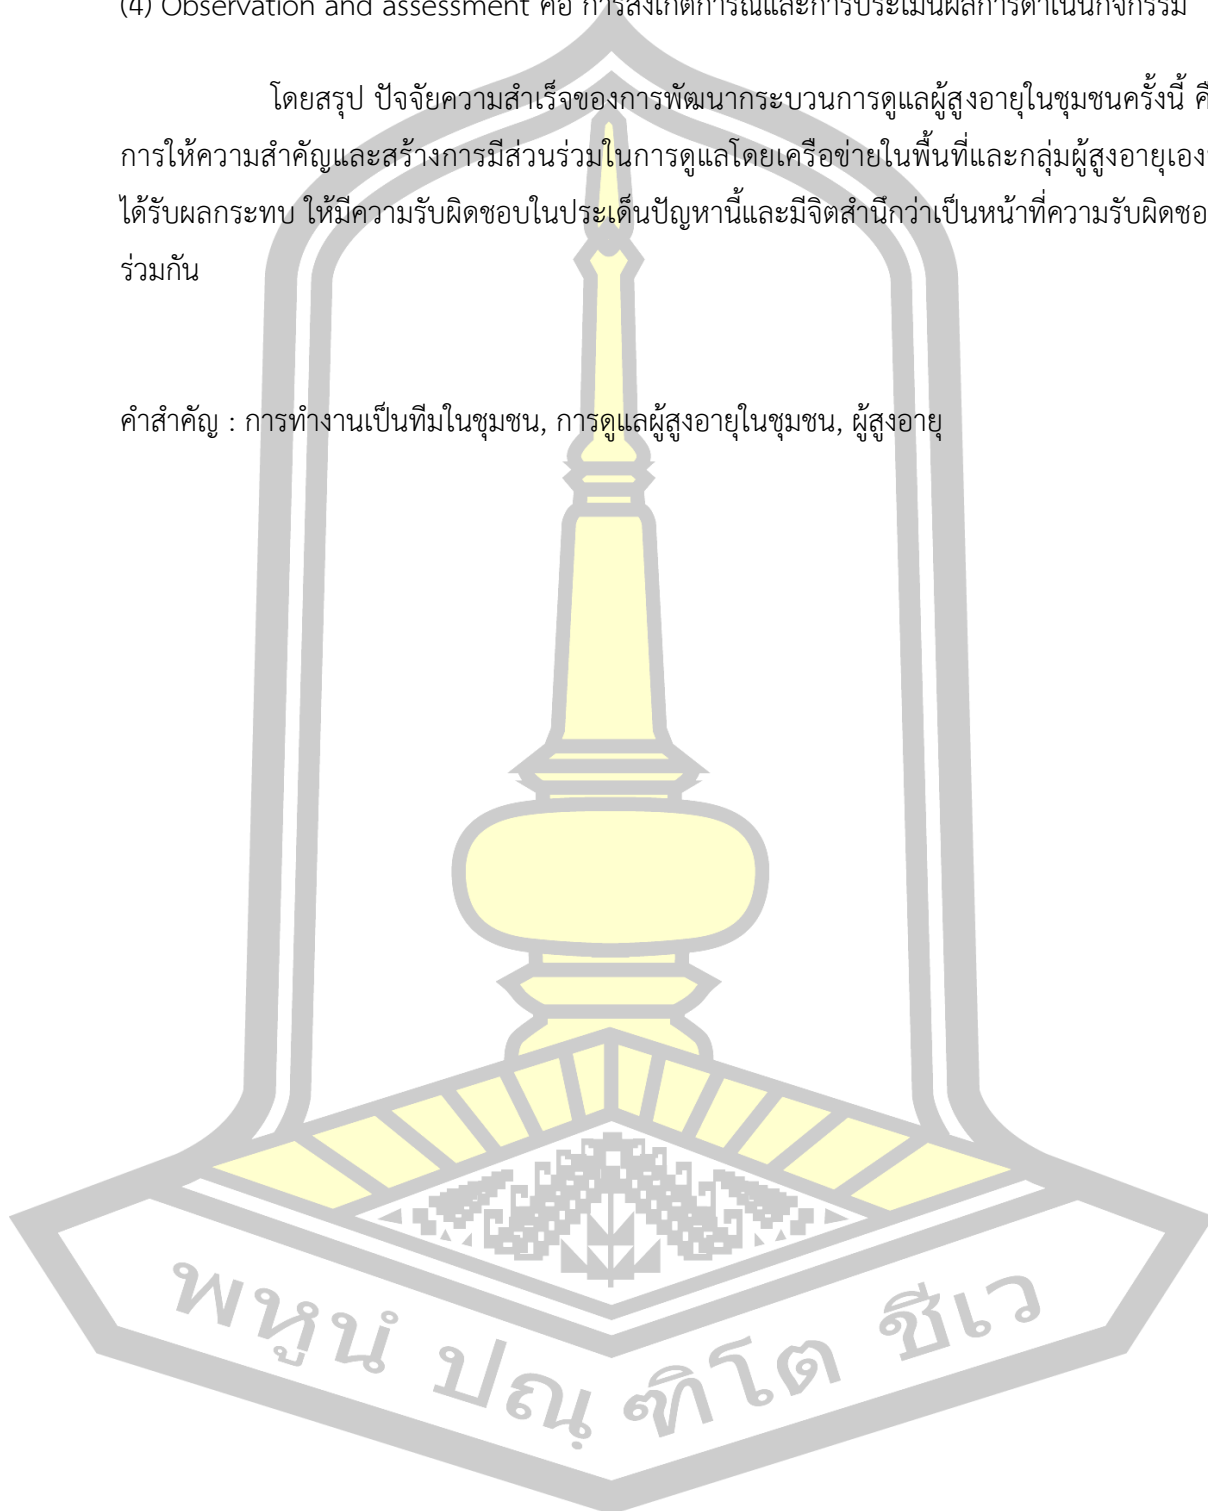 (4) Observation and assessment คือ การสังเกตการณ์และการประเมินผลการดำเนินกิจกรรม
โดยสรุป ปัจจัยความสำเร็จของการพัฒนากระบวนการดูแลผู้สูงอายุในชุมชนครั้งนี้
การให้ความสำคัญและสร้างการมีส่วนร่วมในการดูแลโดยเครือข่ายในพื้นที่และกลุ่มผู้สูงอายุเอง
ได้รับผลกระทบ ให้มีความรับผิดชอบในประเด็นปัญหานี้และมีจิตสำนึกว่าเป็นหน้าที่ความรับผิดชอ
ร่วมกัน
คำสำคัญ : การทำงานเป็นทีมในชุมชน, การดูแลผู้สูงอายุในชุมชน, ผู้สูงอายุ
พหูนํ ปณฺ ฑิโต ชีเว